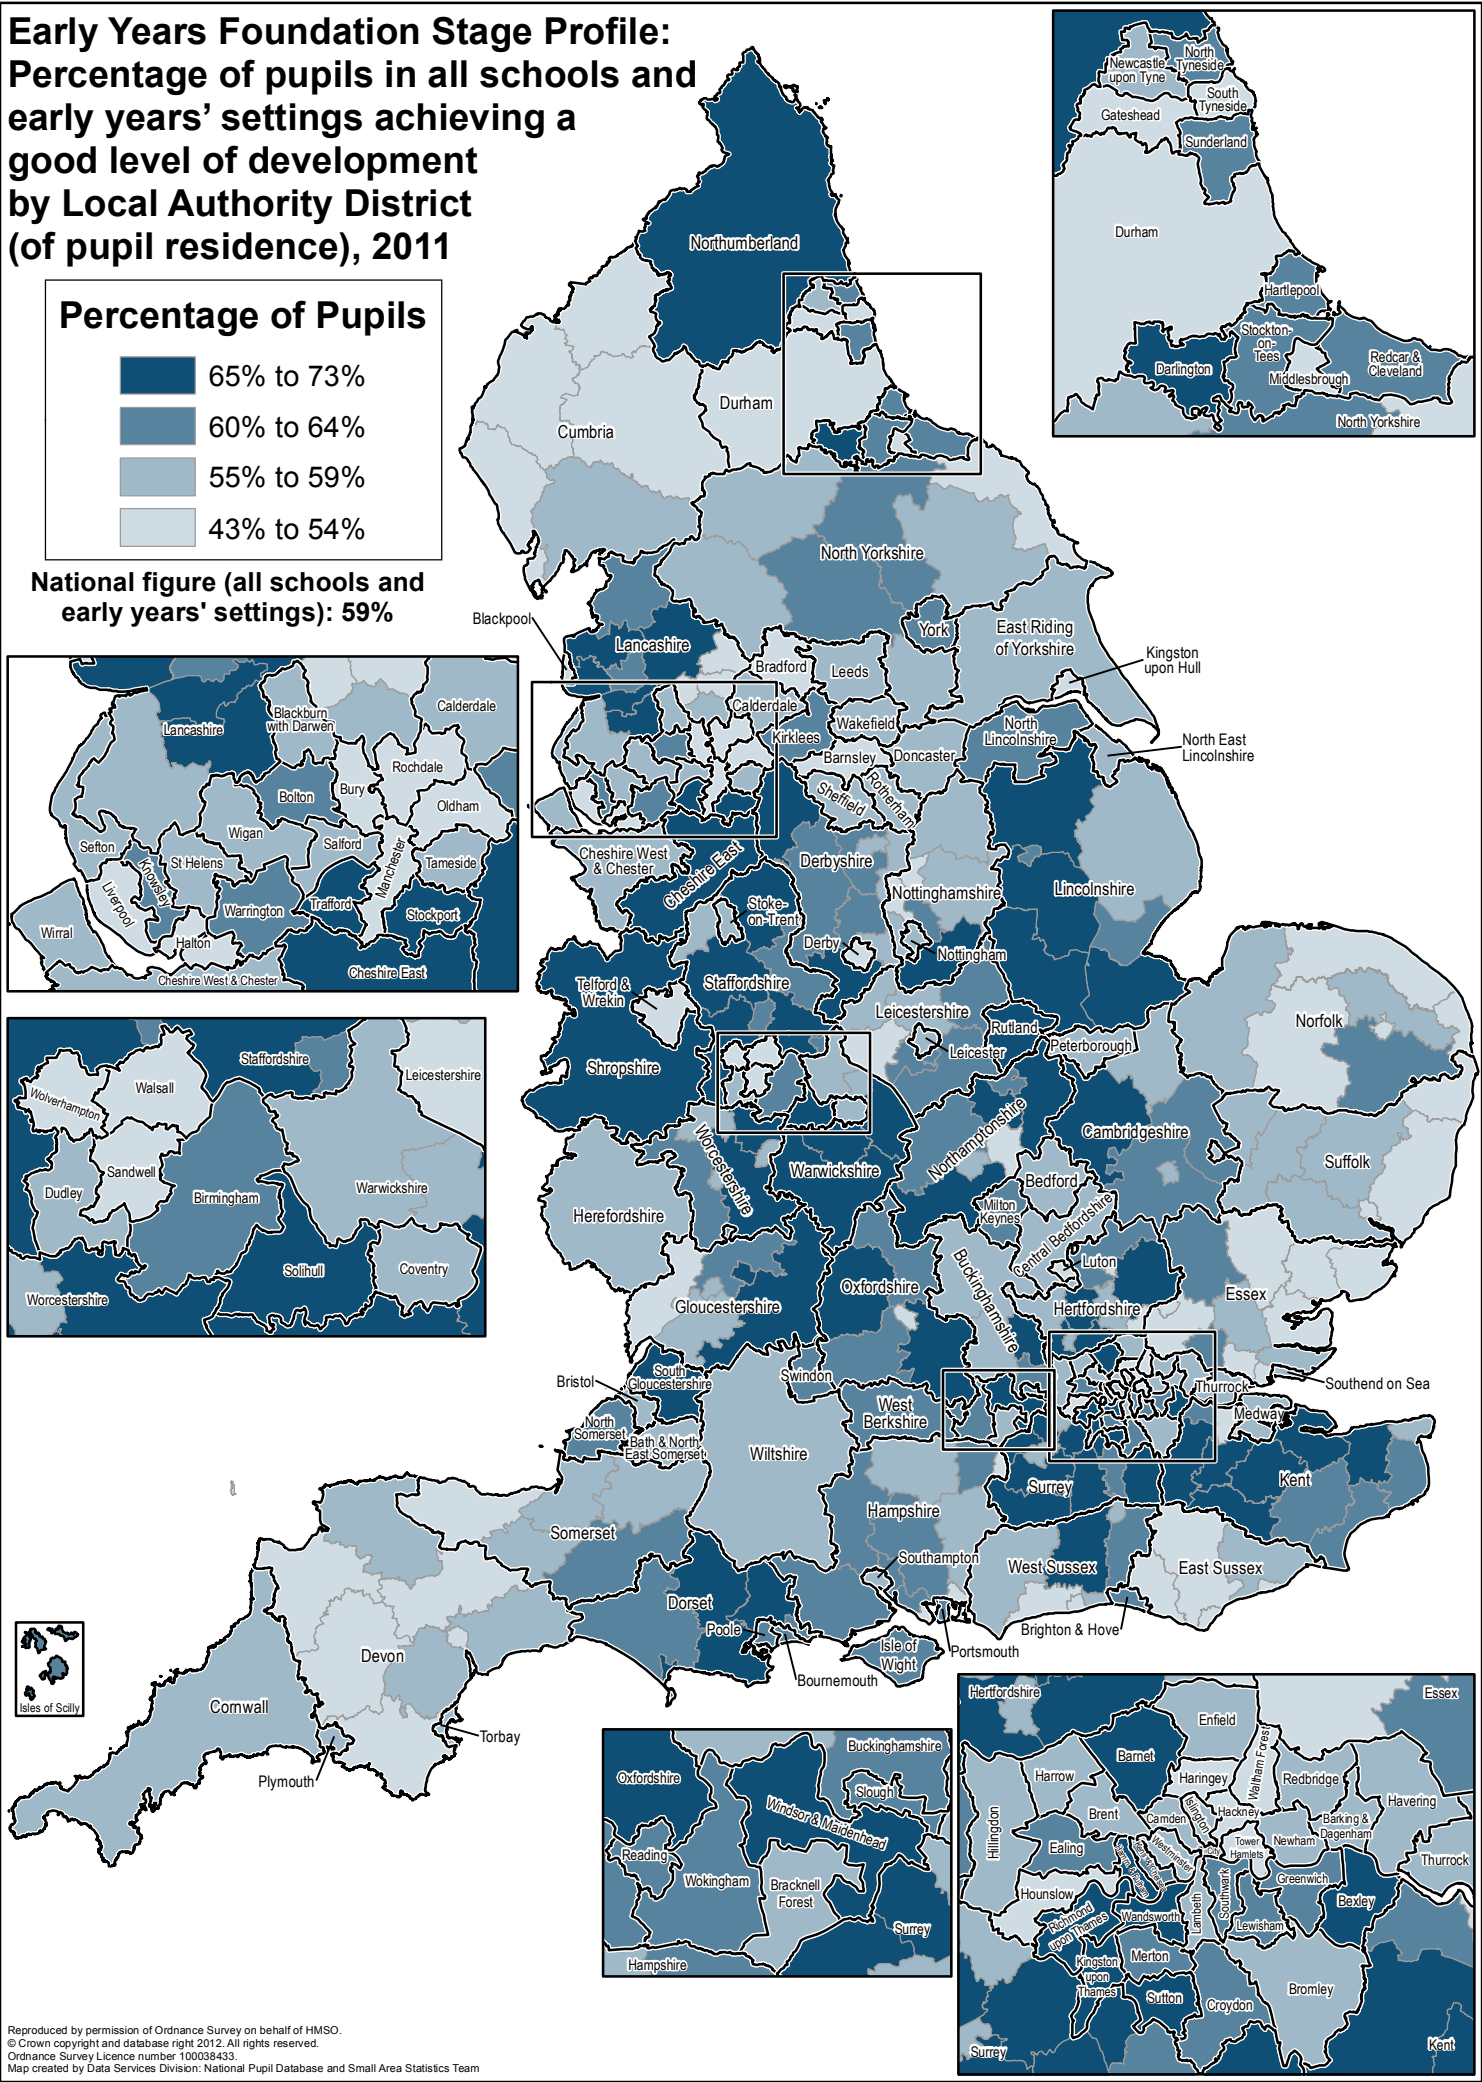 Early Years Foundation Stage Profile:
Percentage of pupils in all schools and
early years’ settings achieving a
good level of development
by Local Authority District
(of pupil residence), 2011
Percentage of Pupils
65% to 73%
60% to 64%
55% to 59%
43% to 54%
National figure (all schools and
early years' settings): 59%
Newcastle
upon Tyne
North
Tyneside
South
Tyneside
Gateshead
Sunderland
Durham
Hartlepool
Stockton-
on-
Tees
Darlington
Middlesbrough
Redcar &
Cleveland
North Yorkshire
Northumberland
Durham
Cumbria
North Yorkshire
Blackpool
Lancashire
York
East Riding
of Yorkshire
Kingston
upon Hull
Bradford
Leeds
Calderdale
Wakefield
Kirklees
North
Lincolnshire
North East
Lincolnshire
Barnsley
Doncaster
Sheffield
Rotherham
Cheshire West
& Chester
Cheshire East
Derbyshire
Nottinghamshire
Lincolnshire
Stoke-
on-Trent
Derby
Nottingham
Telford &
Wrekin
Staffordshire
Leicestershire
Rutland
Leicester
Peterborough
Norfolk
Shropshire
Worcestershire
Warwickshire
Northamptonshire
Cambridgeshire
Suffolk
Bedford
Herefordshire
Milton
Keynes
Central Bedfordshire
Luton
Buckinghamshire
Oxfordshire
Gloucestershire
Hertfordshire
Essex
Bristol
South
Gloucestershire
Swindon
Thurrock
Southend on Sea
West
Berkshire
Medway
North
Somerset
Bath & North
East Somerset
Wiltshire
Surrey
Kent
Somerset
Hampshire
Southampton
West Sussex
East Sussex
Dorset
Poole
Isle of
Wight
Portsmouth
Brighton & Hove
Bournemouth
Devon
Cornwall
Torbay
Plymouth
Isles of Scilly
Lancashire
Blackburn
with Darwen
Calderdale
Rochdale
Bolton
Bury
Oldham
Wigan
Sefton
Salford
Manchester
St Helens
Knowsley
Tameside
Liverpool
Warrington
Trafford
Stockport
Wirral
Halton
Cheshire West & Chester
Cheshire East
Staffordshire
Leicestershire
Walsall
Wolverhampton
Sandwell
Dudley
Birmingham
Warwickshire
Solihull
Coventry
Worcestershire
Buckinghamshire
Oxfordshire
Slough
Windsor & Maidenhead
Reading
Wokingham
Bracknell
Forest
Surrey
Hampshire
Hertfordshire
Essex
Enfield
Barnet
Waltham Forest
Harrow
Haringey
Redbridge
Havering
Hillingdon
Brent
Camden
Islington
Hackney
Barking &
Dagenham
Ealing
Westminster
City
Tower
Hamlets
Newham
Thurrock
Hounslow
Greenwich
Bexley
Richmond
upon Thames
Wandsworth
Lambeth
Southwark
Lewisham
Merton
Kingston
upon
Thames
Sutton
Croydon
Bromley
Surrey
Kent
Reproduced by permission of Ordnance Survey on behalf of HMSO.
© Crown copyright and database right 2012. All rights reserved.
Ordnance Survey Licence number 100038433.
Map created by Data Services Division: National Pupil Database and Small Area Statistics Team